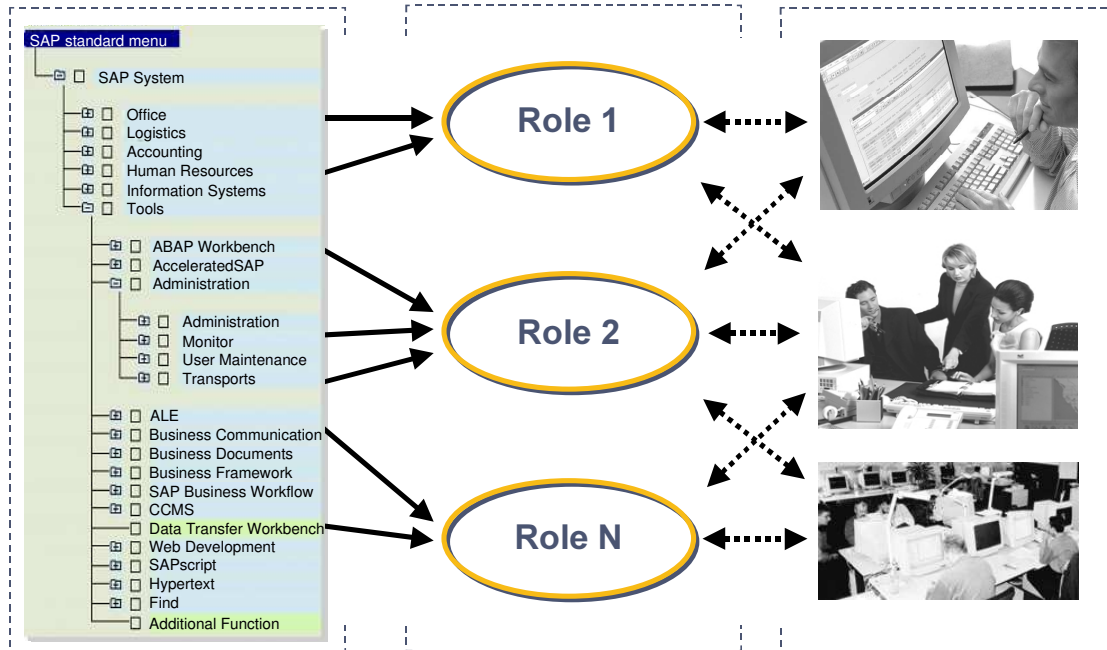 SAP standard menu
SAP System
Office
Logistics
Accounting
Human Resources
Information Systems
Tools
ABAP Workbench
AcceleratedSAP
Administration
Administration
Monitor
User Maintenance
Transports
ALE
Business Communication
Business Documents
Business Framework
SAP Business Workflow
CCMS
Data Transfer Workbench
Web Development
SAPscript
Hypertext
Find
Additional Function
Role 1
Role 2
Role N